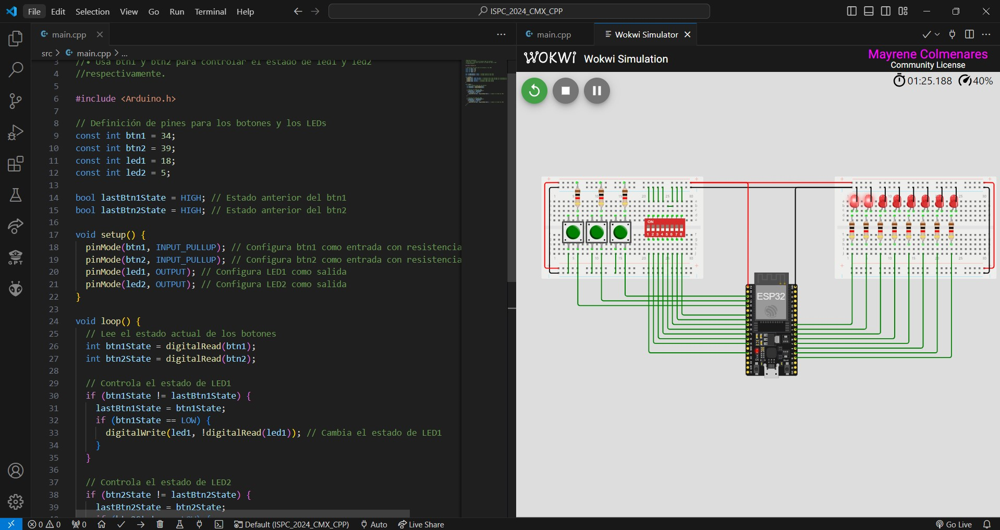 File Edit Selection View Go Run Terminal Help
ISPC_2024_CMX_CPP
main.cpp
src > main.cpp > ...
3 //• Usa btn1 y btn2 para controlar el estado de led1 y led2
4 //respectivamente.
5
6 #include <Arduino.h>
7
8 // Definición de pines para los botones y los LEDs
9 const int btn1 = 34;
10 const int btn2 = 39;
11 const int led1 = 18;
12 const int led2 = 5;
13
14 bool lastBtn1State = HIGH; // Estado anterior del btn1
15 bool lastBtn2State = HIGH; // Estado anterior del btn2
16
17 void setup() {
18 pinMode(btn1, INPUT_PULLUP); // Configura btn1 como entrada con resistencia
19 pinMode(btn2, INPUT_PULLUP); // Configura btn2 como entrada con resistencia
20 pinMode(led1, OUTPUT); // Configura LED1 como salida
21 pinMode(led2, OUTPUT); // Configura LED2 como salida
22 }
23
24 void loop() {
25 // Lee el estado actual de los botones
26 int btn1State = digitalRead(btn1);
27 int btn2State = digitalRead(btn2);
28
29 // Controla el estado de LED1
30 if (btn1State != lastBtn1State) {
31 lastBtn1State = btn1State;
32 if (btn1State == LOW) {
33 digitalWrite(led1, !digitalRead(led1)); // Cambia el estado de LED1
34 }
35 }
36
37 // Controla el estado de LED2
38 if (btn2State != lastBtn2State) {
39 lastBtn2State = btn2State;
main.cpp
Wokwi Simulator
WOKWi Wokwi Simulation
Mayrene Colmenares
Community License
01:25.188 40%
ON
1 2 3 4 5 6 7 8
ESP32
GPT
0 0 0 Default (ISPC_2024_CMX_CPP) Auto Live Share Go Live